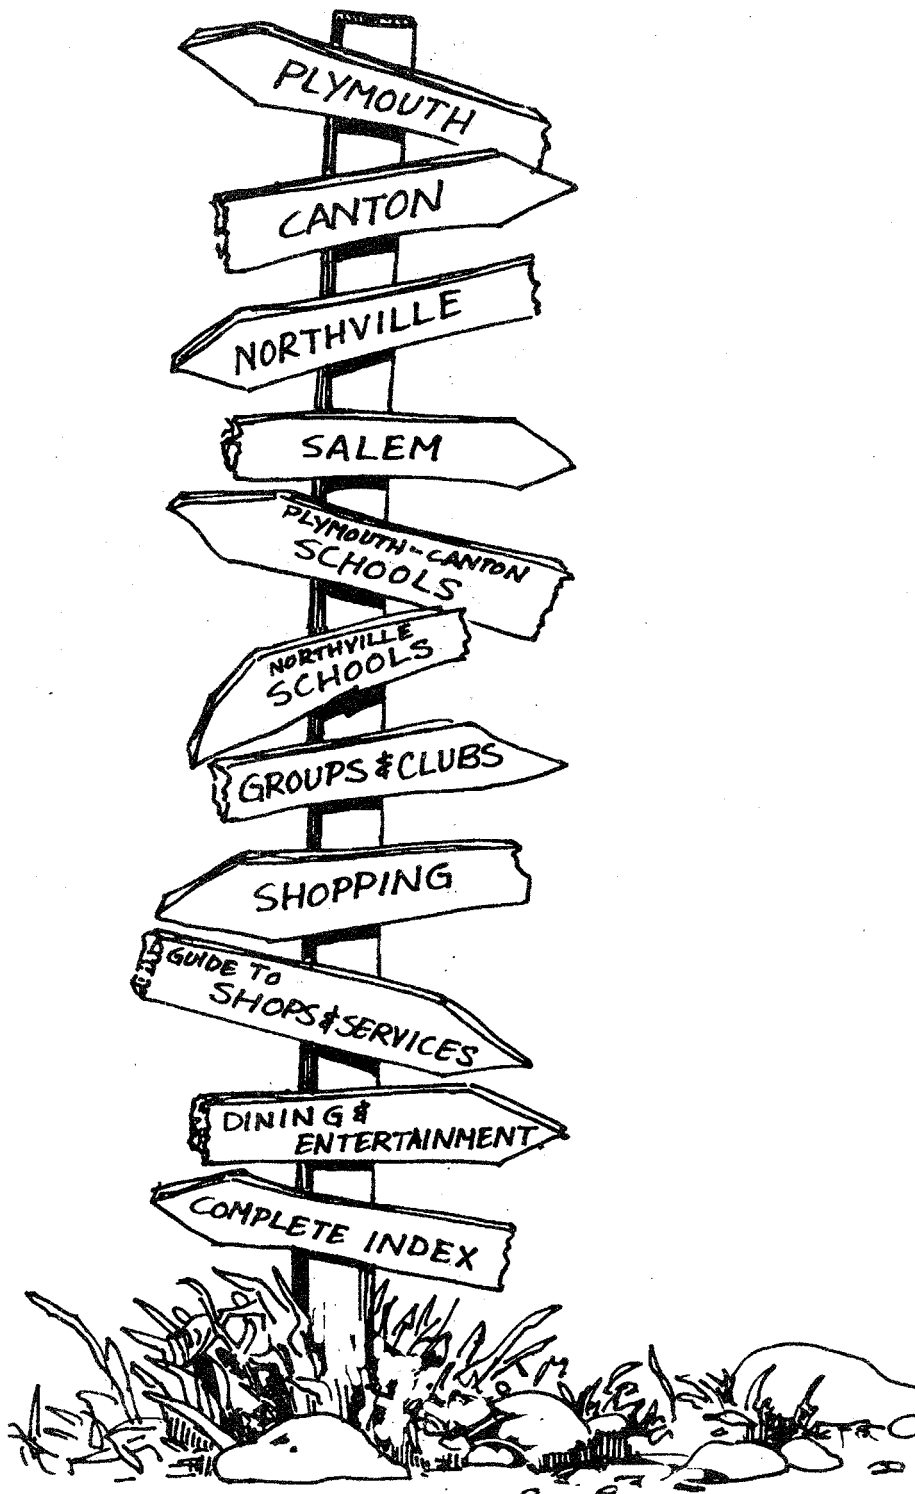 PLYMOUTH
CANTON
NORTHVILLE
SALEM
PLYMOUTH-CANTON
SCHOOLS
NORTHVILLE
SCHOOLS
GROUPS & CLUBS
SHOPPING
GUIDE TO
SHOPS & SERVICES
DINING &
ENTERTAINMENT
COMPLETE INDEX